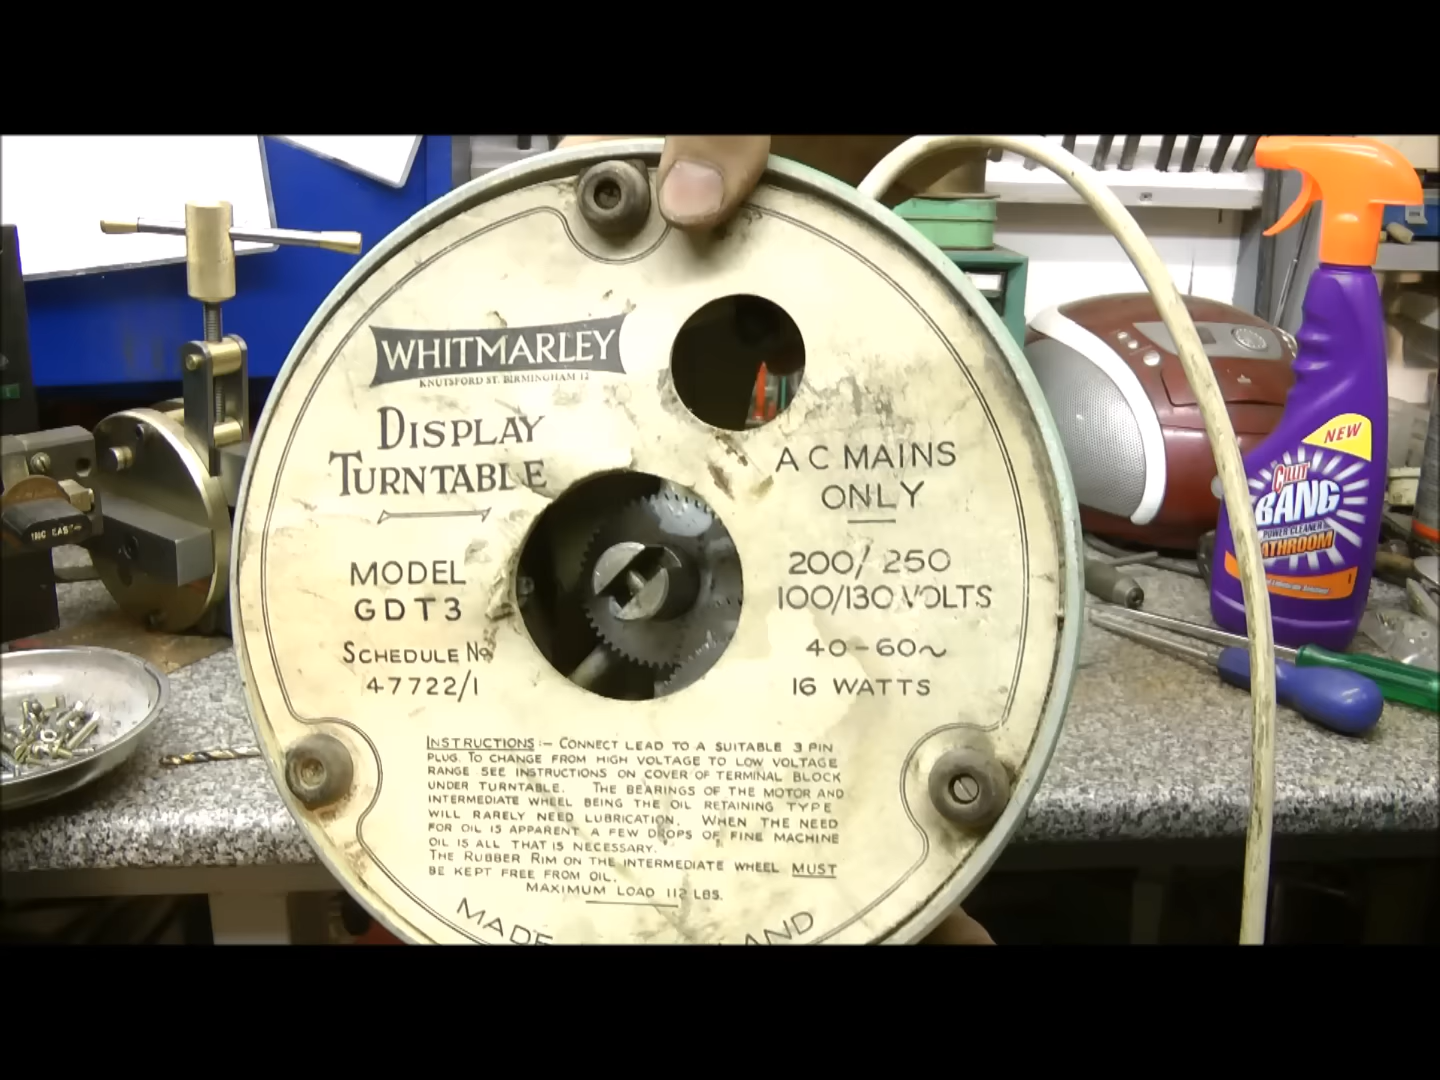 WHITMARLEY
KNUTSFORD ST. BIRMINGHAM 12
DISPLAY
TURNTABLE
MODEL
GDT3
SCHEDULE No
47722/1
A C MAINS
ONLY
200/250
100/130 VOLTS
40-60~
16 WATTS
INSTRUCTIONS :- CONNECT LEAD TO A SUITABLE 3 PIN
PLUG. TO CHANGE FROM HIGH VOLTAGE TO LOW VOLTAGE
RANGE SEE INSTRUCTIONS ON COVER OF TERMINAL BLOCK
UNDER TURNTABLE. THE BEARINGS OF THE MOTOR AND
INTERMEDIATE WHEEL BEING THE OIL RETAINING TYPE
WILL RARELY NEED LUBRICATION. WHEN THE NEED
FOR OIL IS APPARENT A FEW DROPS OF FINE MACHINE
OIL IS ALL THAT IS NECESSARY.
THE RUBBER RIM ON THE INTERMEDIATE WHEEL MUST
BE KEPT FREE FROM OIL.
MAXIMUM LOAD 112 LBS.
MADE AND
NEW
CILLIT
BANG
POWER CLEANER
BATHROOM